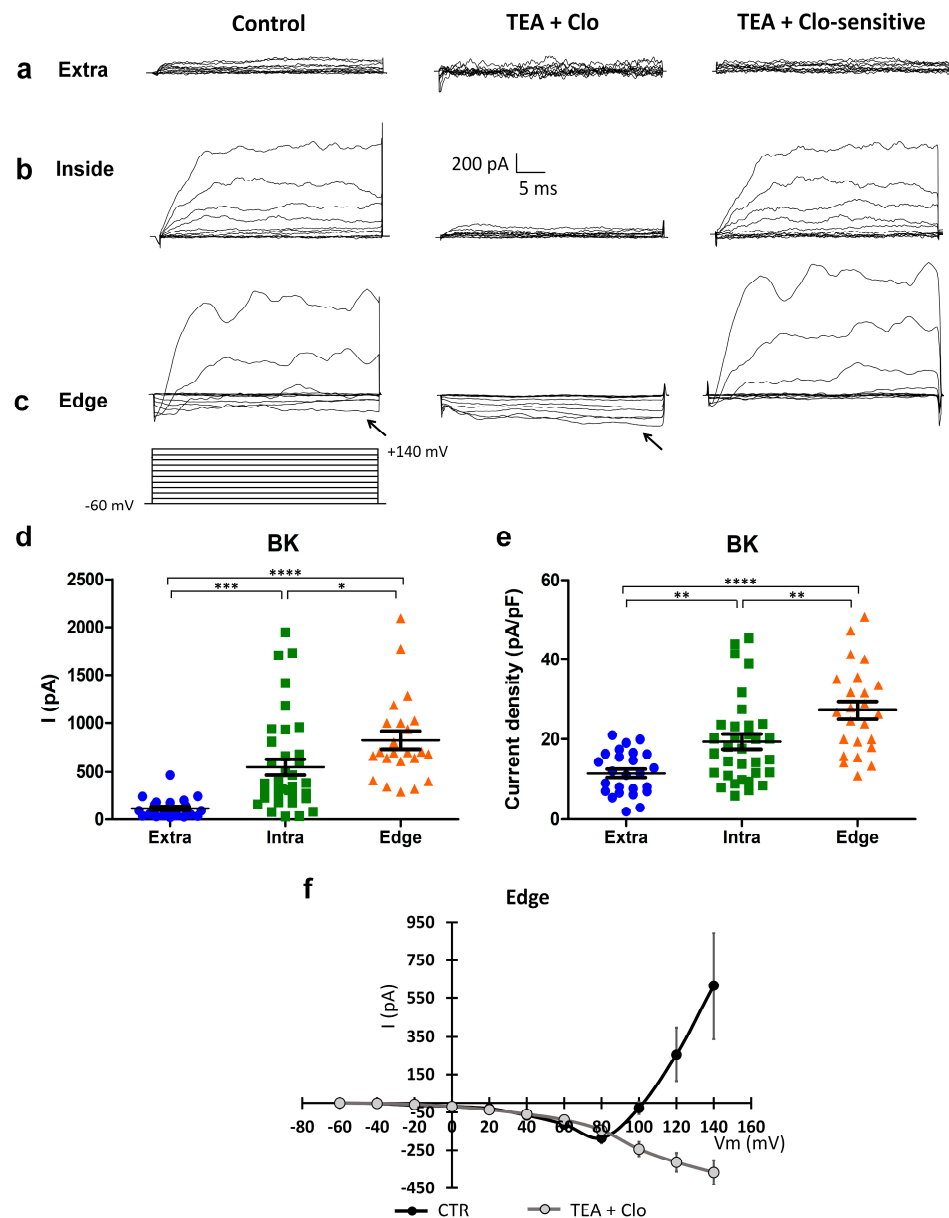 Control TEA + Clo TEA + Clo-sensitive
a Extra
b Inside
200 pA
5 ms
c Edge
+140 mV
-60 mV
d
BK
****
*** *
I (pA)
2500
2000
1500
1000
500
0
Extra Intra Edge
e
BK
****
** **
Current density (pA/pF)
60
40
20
0
Extra Intra Edge
f
Edge
I (pA)
950
750
550
350
150
-50
-250
-450
-80 -60 -40 -20 0 20 40 60 80 100 120 140 160
Vm (mV)
CTR TEA + Clo